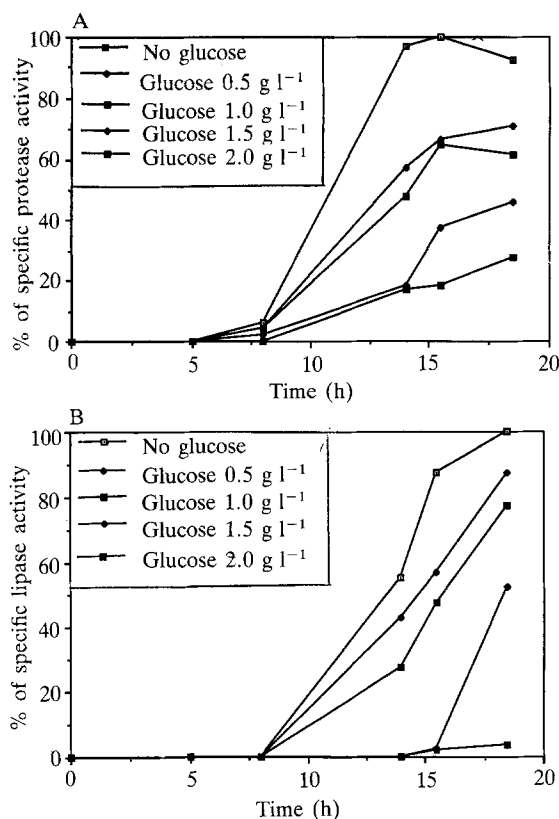 A
% of specific protease activity
100
80
60
40
20
0
No glucose
Glucose 0.5 g l⁻¹
Glucose 1.0 g l⁻¹
Glucose 1.5 g l⁻¹
Glucose 2.0 g l⁻¹
0 5 10 15 20
Time (h)
B
% of specific lipase activity
100
80
60
40
20
0
No glucose
Glucose 0.5 g l⁻¹
Glucose 1.0 g l⁻¹
Glucose 1.5 g l⁻¹
Glucose 2.0 g l⁻¹
0 5 10 15 20
Time (h)